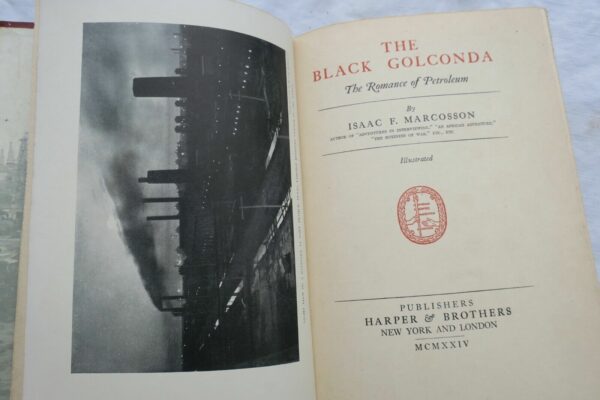 THE
BLACK GOLCONDA
The Romance of Petroleum
By
ISAAC F. MARCOSSON
AUTHOR OF "ADVENTURES IN INTERVIEWING," "AN AFRICAN ADVENTURE,"
"THE BUSINESS OF WAR," ETC., ETC.
Illustrated
PUBLISHERS
HARPER & BROTHERS
NEW YORK AND LONDON
MCMXXIV